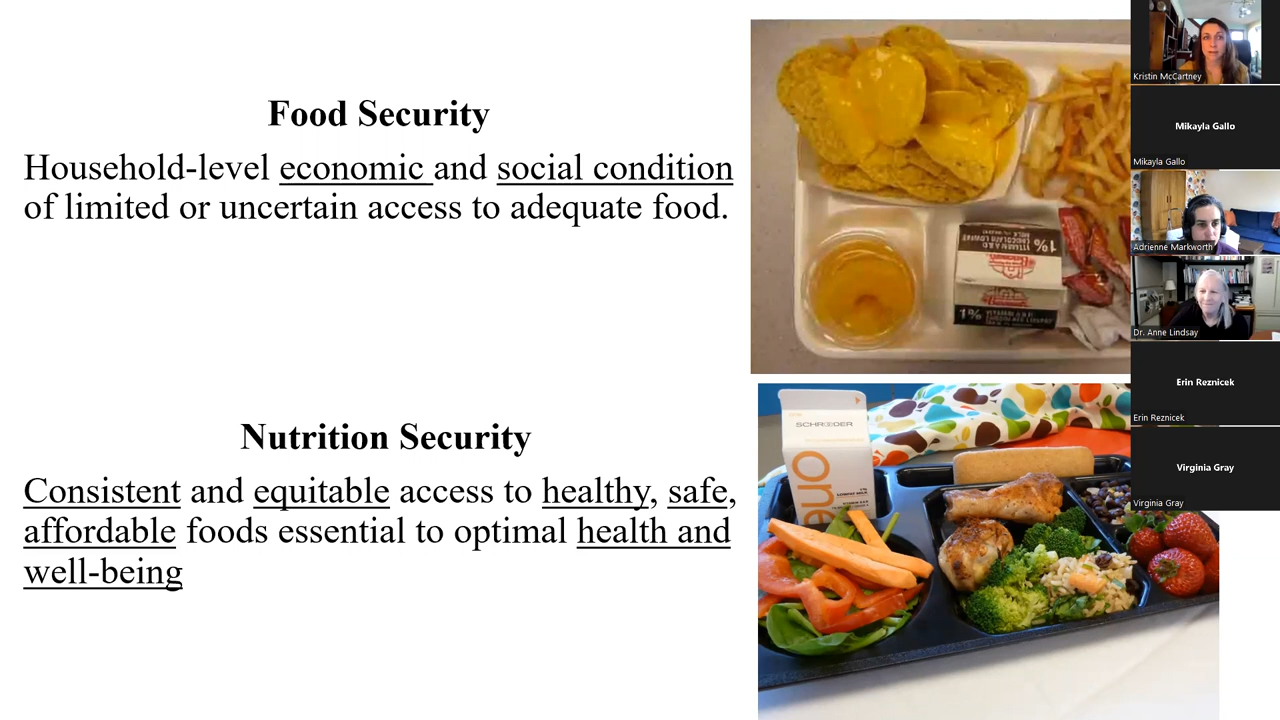 Food Security
Household-level economic and social condition
of limited or uncertain access to adequate food.
Nutrition Security
Consistent and equitable access to healthy, safe,
affordable foods essential to optimal health and
well-being
1%
1%
SCHRØEDER
one
Kristin McCartney
Mikayla Gallo
Mikayla Gallo
Adrienne Markworth
Dr. Anne Lindsay
Erin Reznicek
Erin Reznicek
Virginia Gray
Virginia Gray